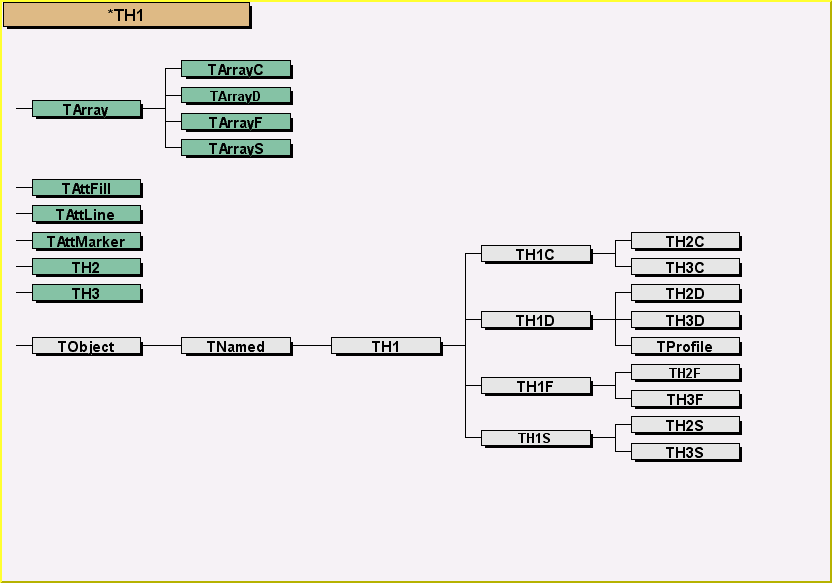 *TH1
TArrayC
TArrayD
TArray
TArrayF
TArrayS
TAttFill
TAttLine
TAttMarker
TH2
TH3
TObject
TNamed
TH1
TH1C
TH2C
TH3C
TH1D
TH2D
TH3D
TProfile
TH1F
TH2F
TH3F
TH1S
TH2S
TH3S